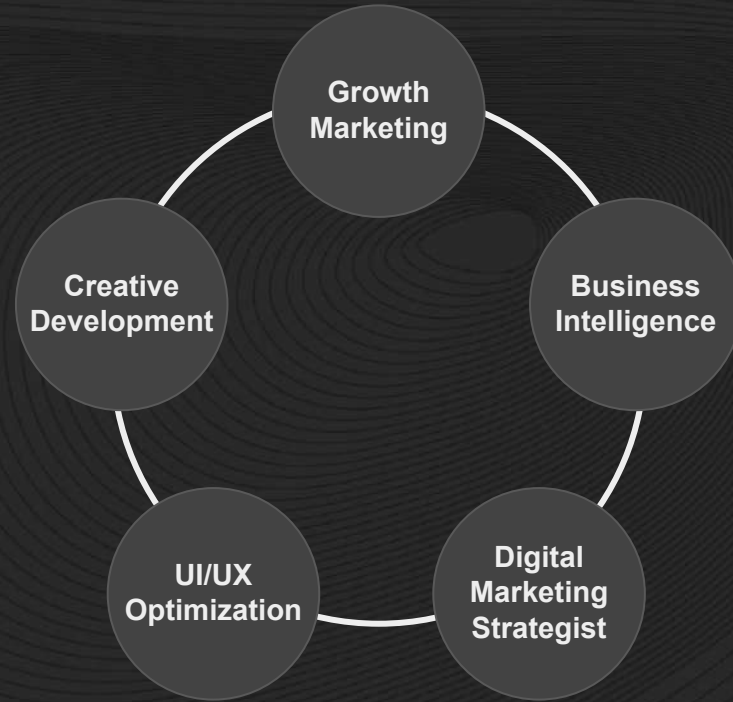 Growth
Marketing
Business
Intelligence
Digital
Marketing
Strategist
UI/UX
Optimization
Creative
Development